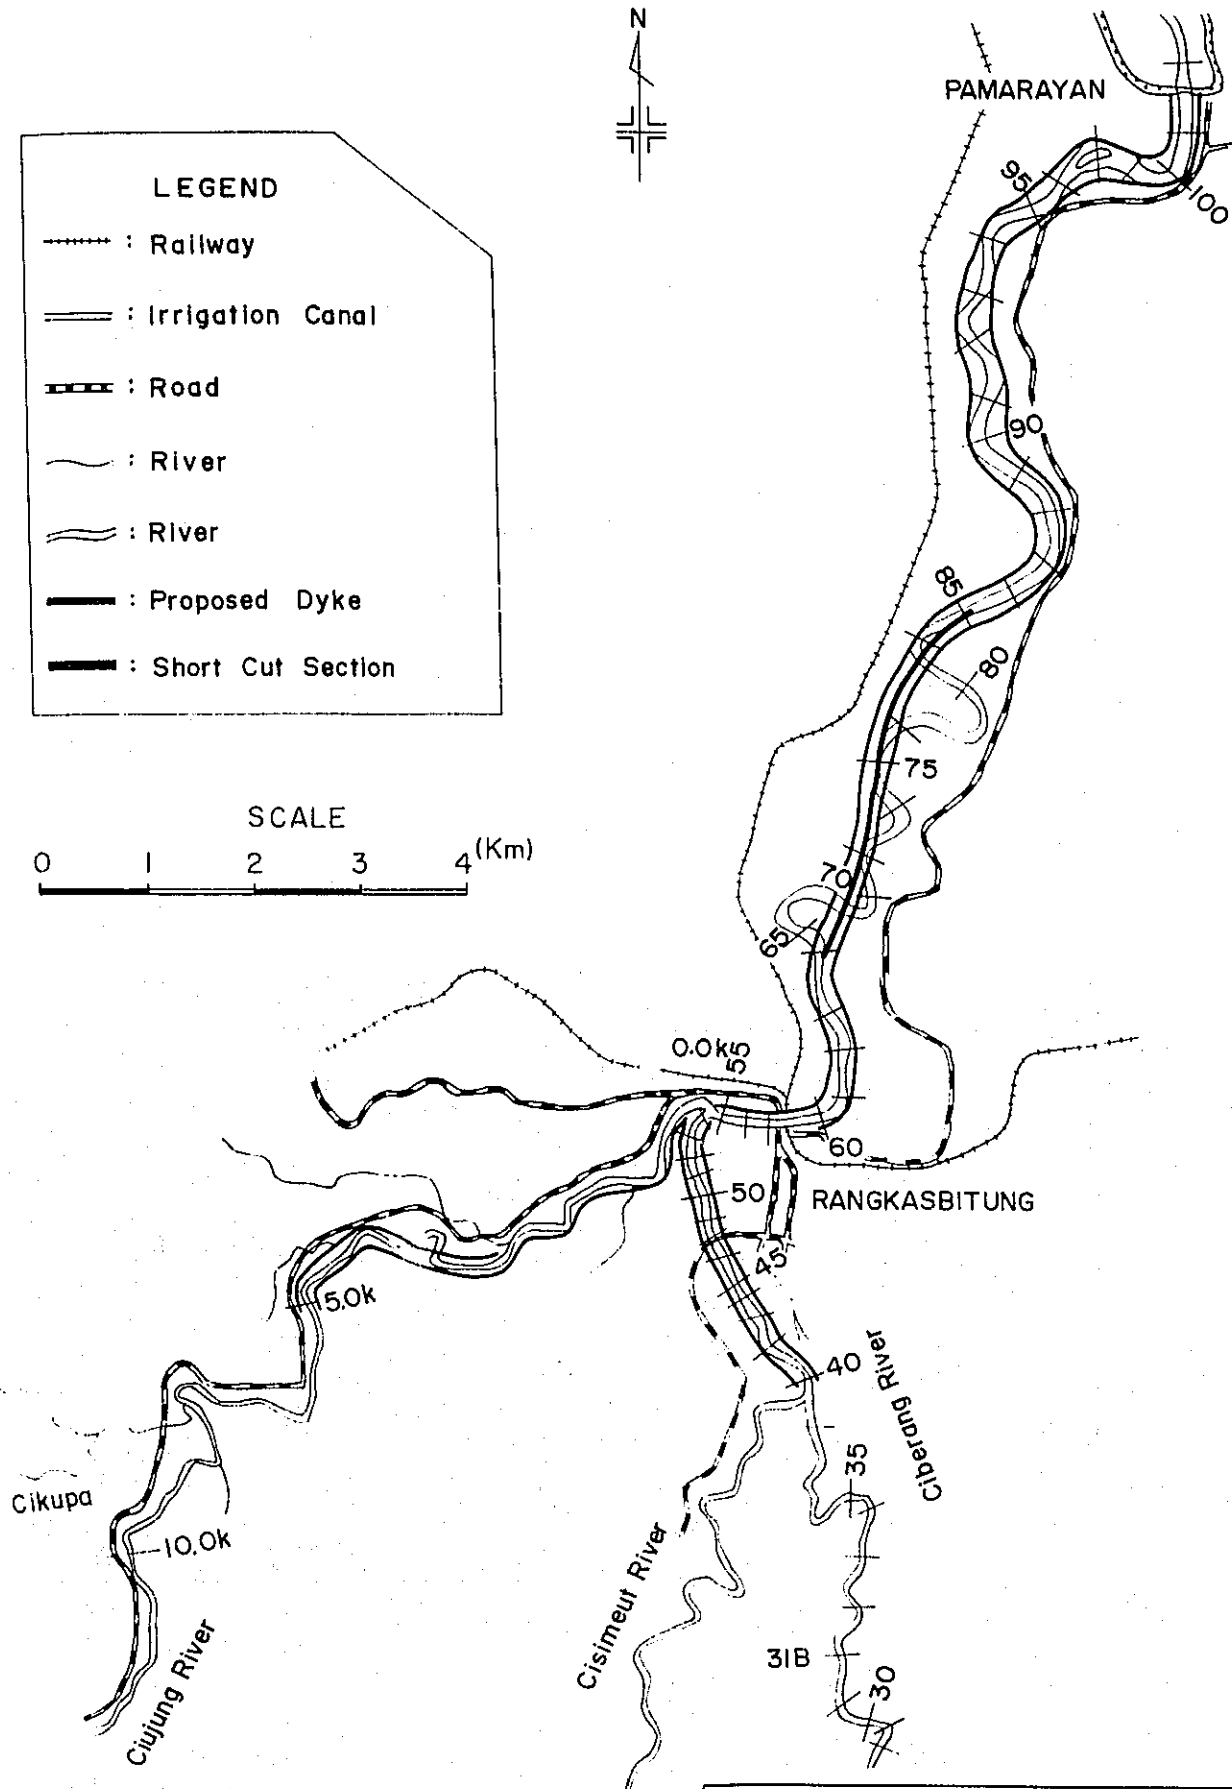 N
PAMARAYAN
LEGEND
: Railway
: Irrigation Canal
: Road
: River
: River
: Proposed Dyke
: Short Cut Section
SCALE
0 1 2 3 4 (Km)
95
100
90
85
80
75
70
65
0.0k
55
60
50
RANGKASBITUNG
45
5.0k
40
Ciberang River
35
Cikupa
10.0k
Cisimeut River
Ciujung River
31B
30